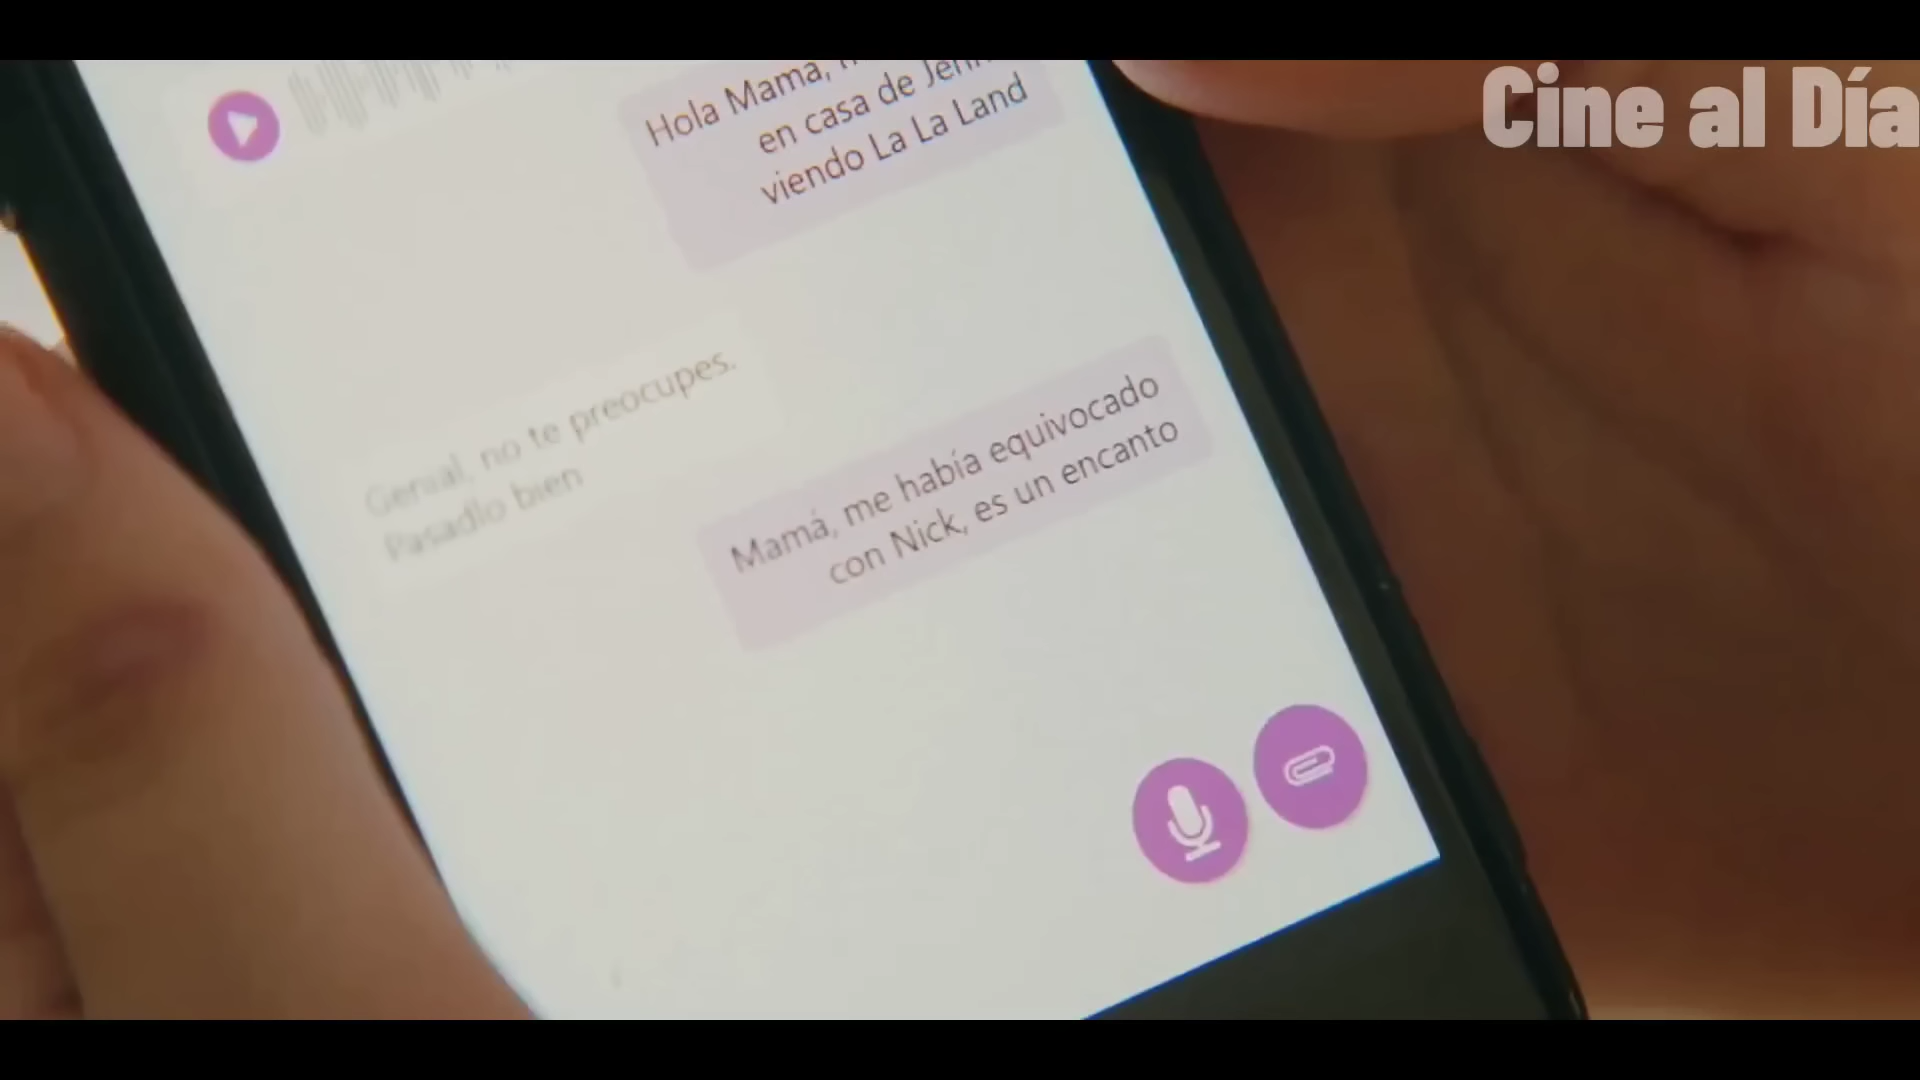 Cine al Día
Hola Mama,
en casa de
viendo La La Land
Genial, no te preocupes.
Pasadlo bien
Mamá, me había equivocado
con Nick, es un encanto